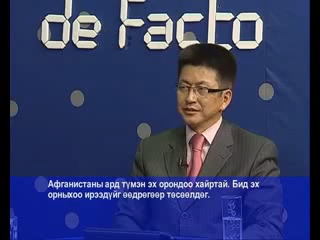 de facto
Афганистаны ард түмэн эх орондоо хайртай. Бид эх
орныхоо ирээдүйг өөдрөгөөр төсөөлдөг.